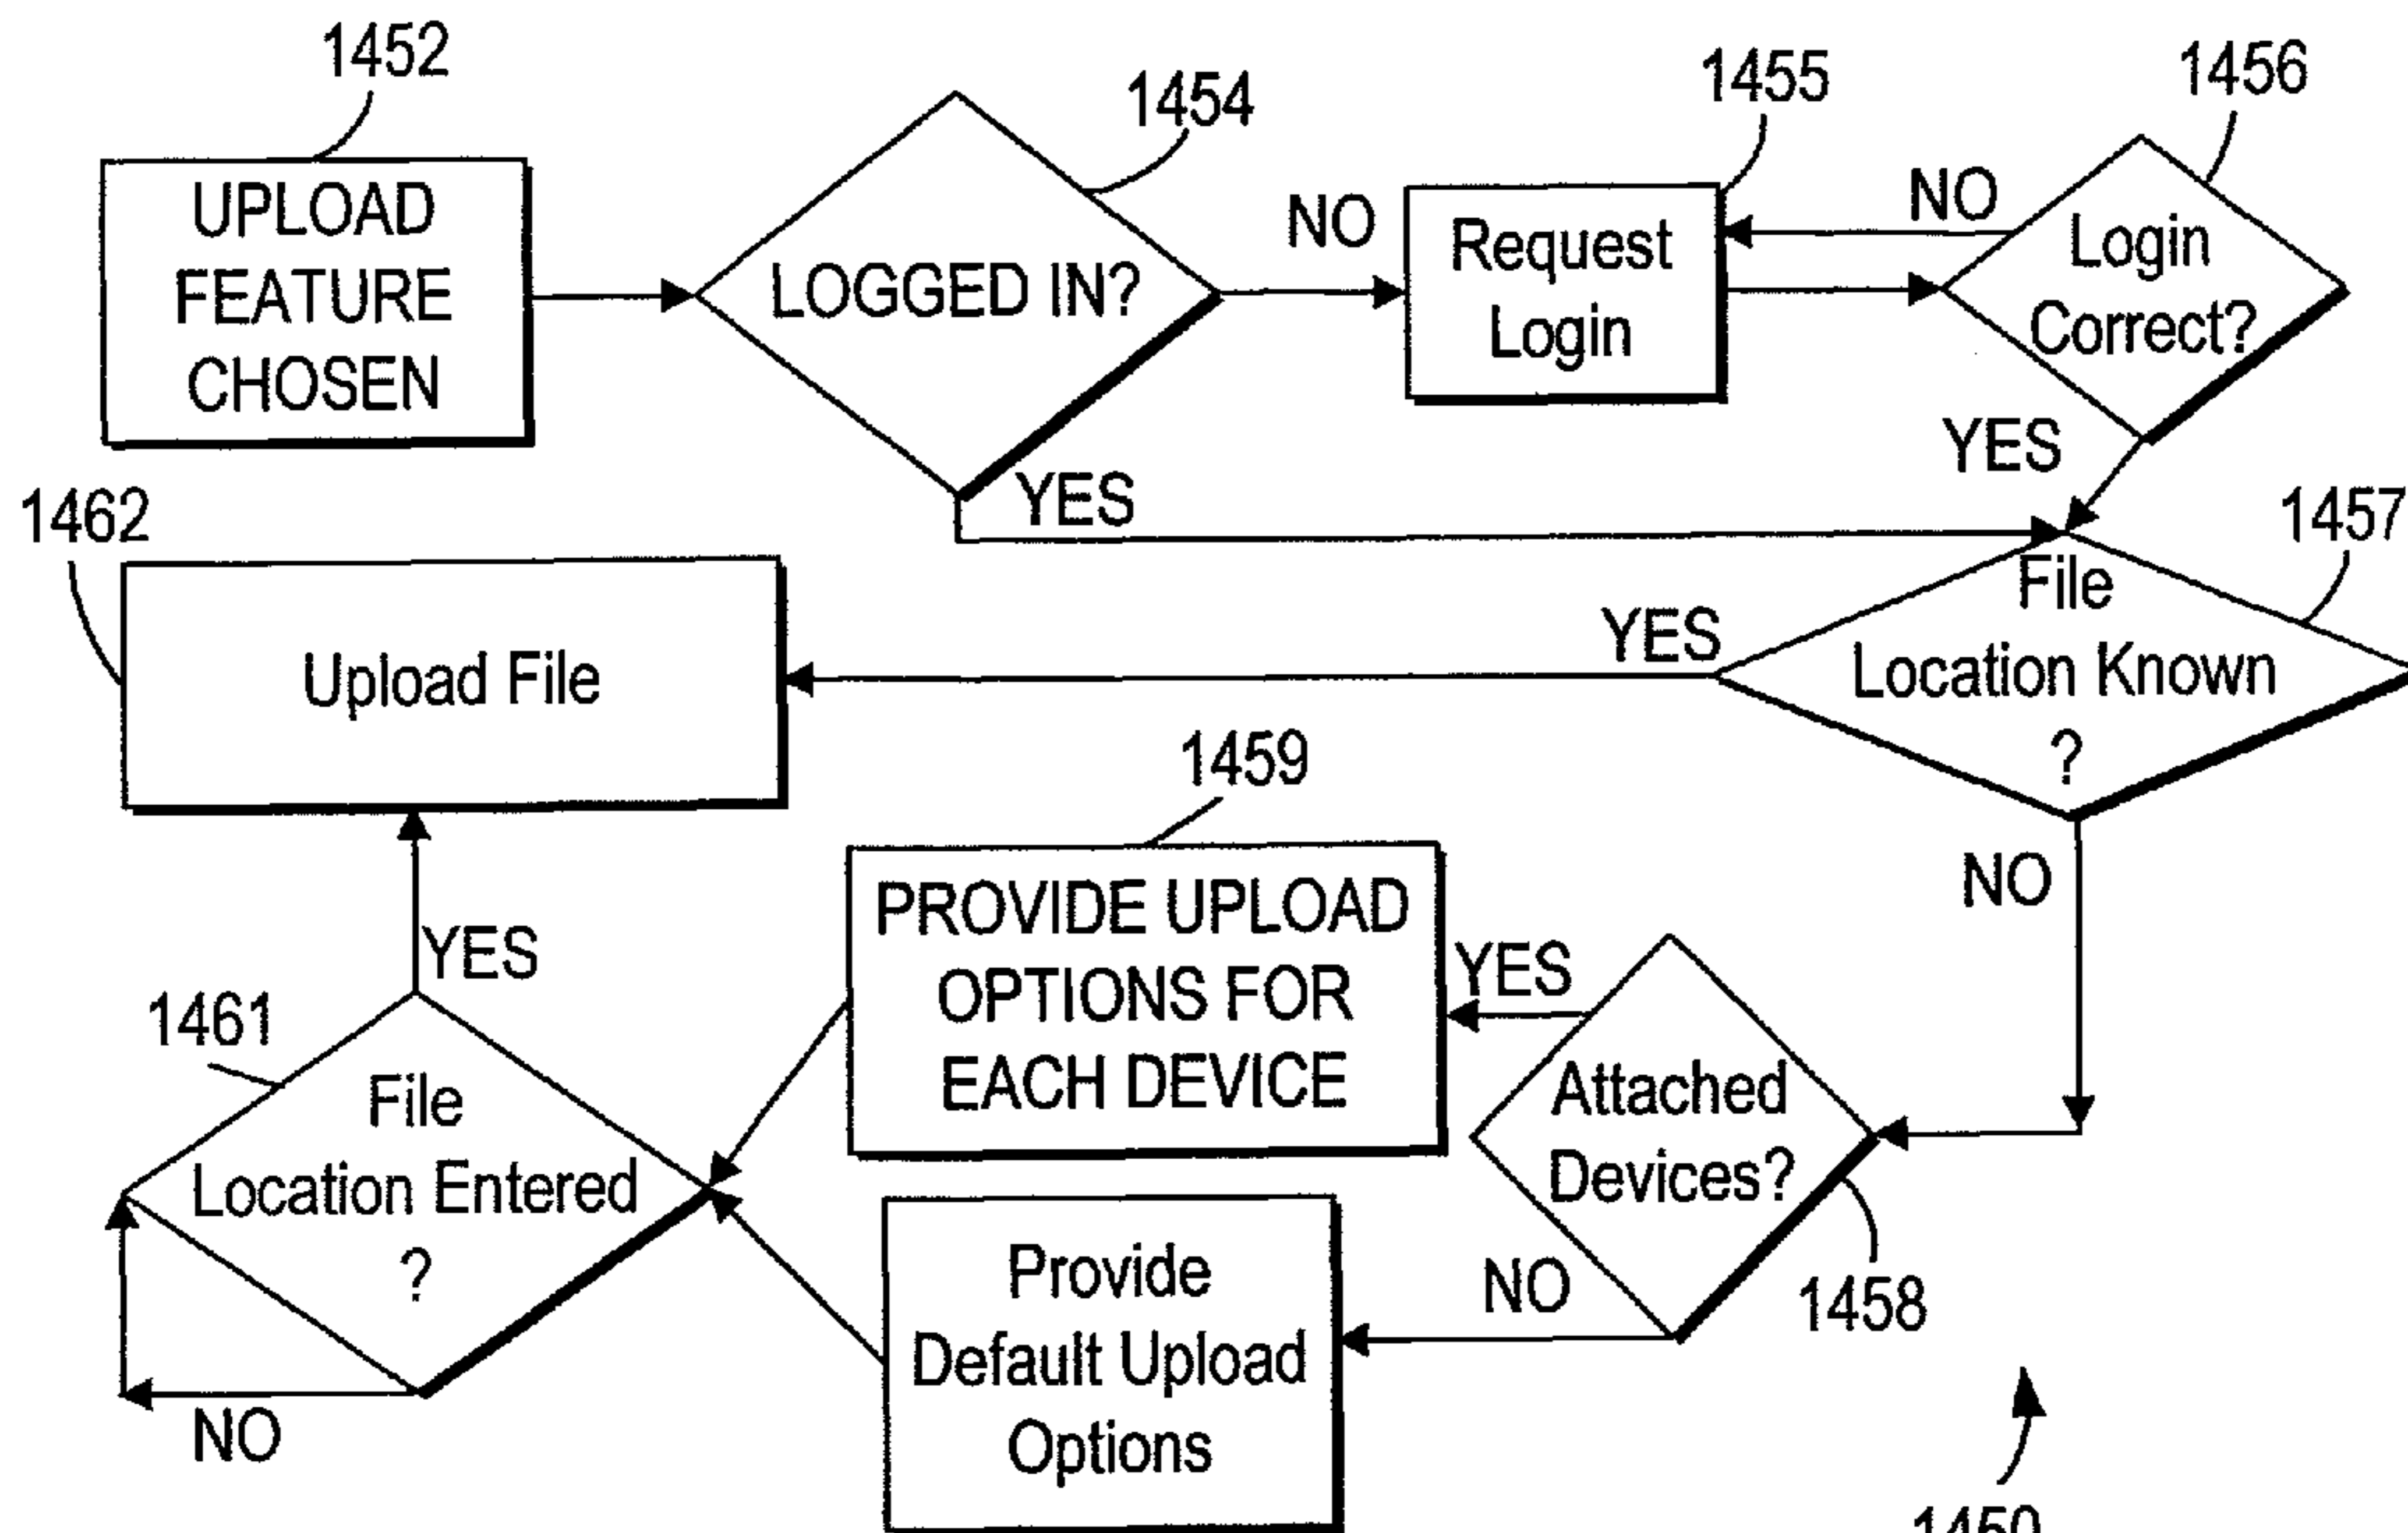 1452
UPLOAD
FEATURE
CHOSEN
1454
LOGGED IN?
NO
1455
Request
Login
NO
1456
Login
Correct?
YES
YES
1457
File
Location Known
?
YES
1462
Upload File
NO
1459
PROVIDE UPLOAD
OPTIONS FOR
EACH DEVICE
YES
Attached
Devices?
1458
NO
Provide
Default Upload
Options
YES
1461
File
Location Entered
?
NO
1450